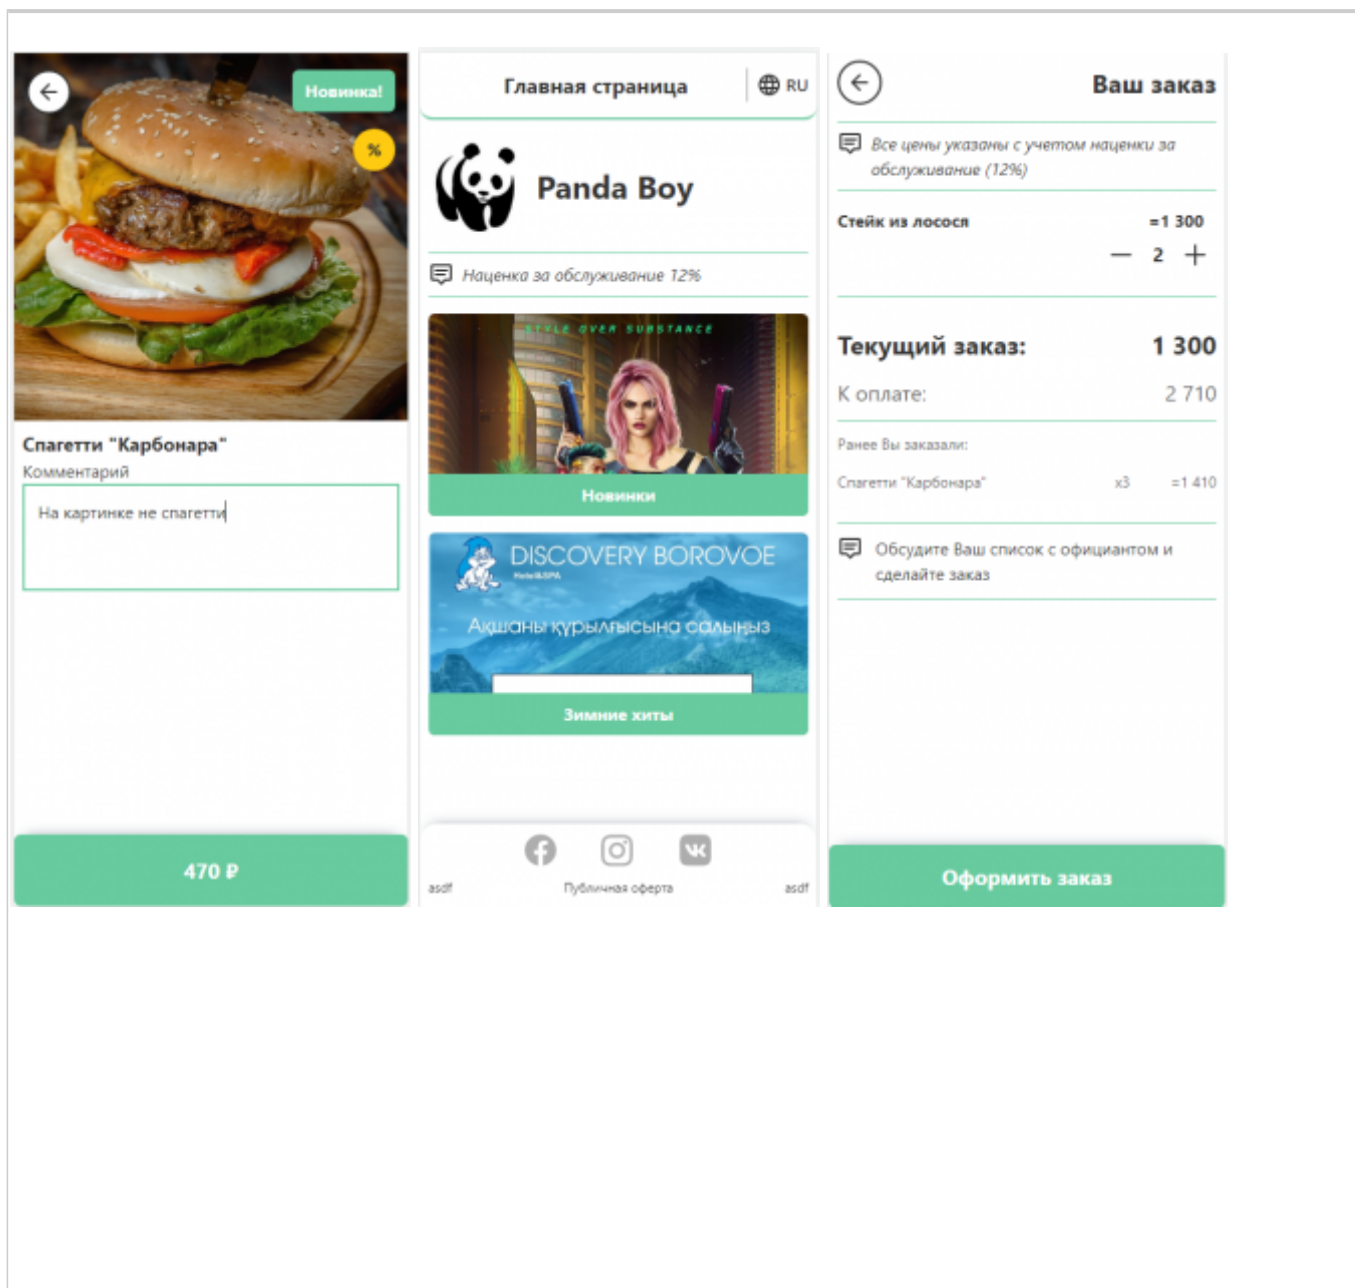 Новинка!
%
Спагетти "Карбонара"
Комментарий
На картинке не спагетти
470 ₽
Главная страница
RU
Panda Boy
Наценка за обслуживание 12%
STYLE OVER SUBSTANCE
Новинки
DISCOVERY BOROVOE
Hotel&SPA
Ақшаны құрылғысына салыңыз
Зимние хиты
asdf
Публичная оферта
asdf
Ваш заказ
Все цены указаны с учетом наценки за
обслуживание (12%)
Стейк из лосося =1 300
— 2 +
Текущий заказ: 1 300
К оплате: 2 710
Ранее Вы заказали:
Спагетти "Карбонара" x3 =1 410
Обсудите Ваш список с официантом и
сделайте заказ
Оформить заказ